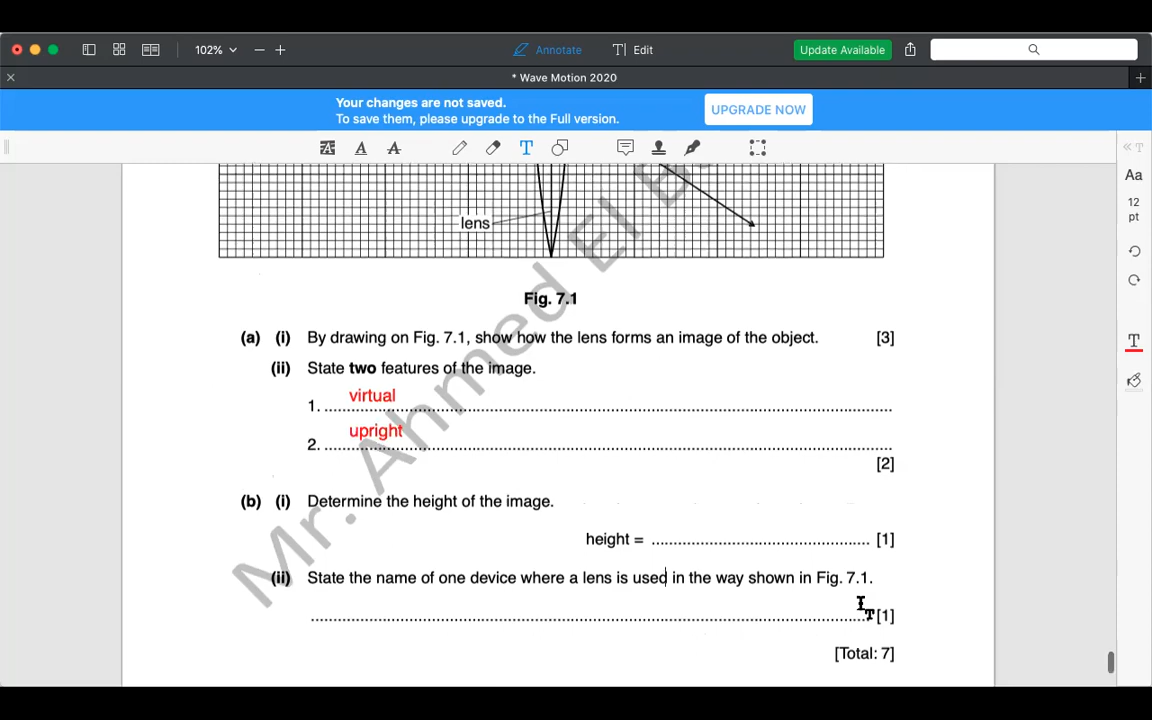 102%
Annotate
T| Edit
Update Available
* Wave Motion 2020
Your changes are not saved.
To save them, please upgrade to the Full version.
UPGRADE NOW
Aa
12
pt
lens
Fig. 7.1
(a) (i) By drawing on Fig. 7.1, show how the lens forms an image of the object. [3]
(ii) State two features of the image.
virtual
1. ........................................................................................................
upright
2. ........................................................................................................
[2]
(b) (i) Determine the height of the image.
height = ........................................ [1]
(ii) State the name of one device where a lens is used in the way shown in Fig. 7.1.
........................................................................................................ [1]
[Total: 7]
Mr. Ahmed El